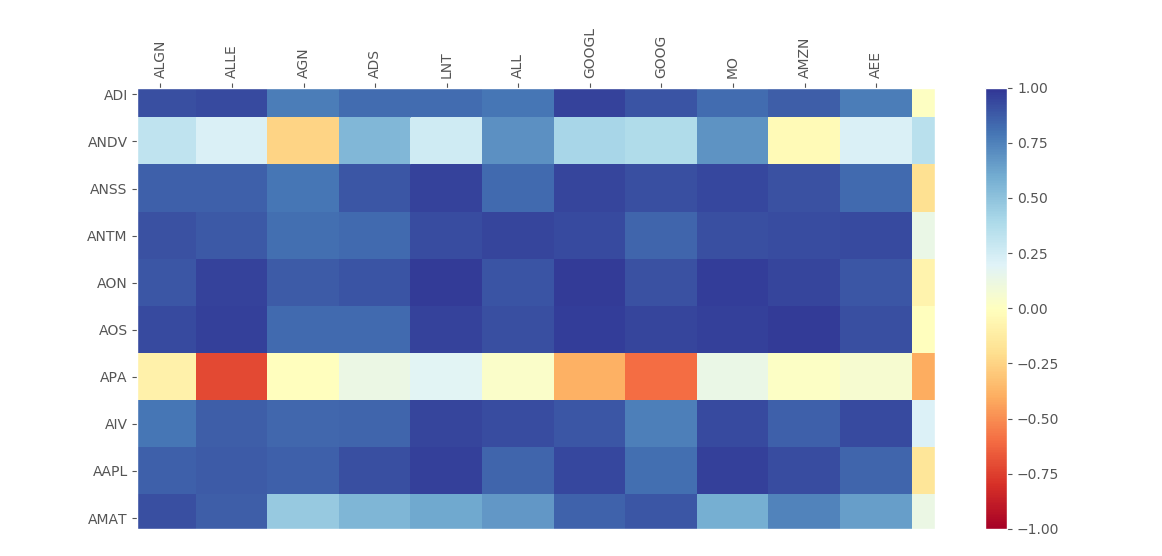 ALGN ALLE AGN ADS LNT ALL GOOGL GOOG MO AMZN AEE
ADI
ANDV
ANSS
ANTM
AON
AOS
APA
AIV
AAPL
AMAT
1.00
0.75
0.50
0.25
0.00
−0.25
−0.50
−0.75
−1.00